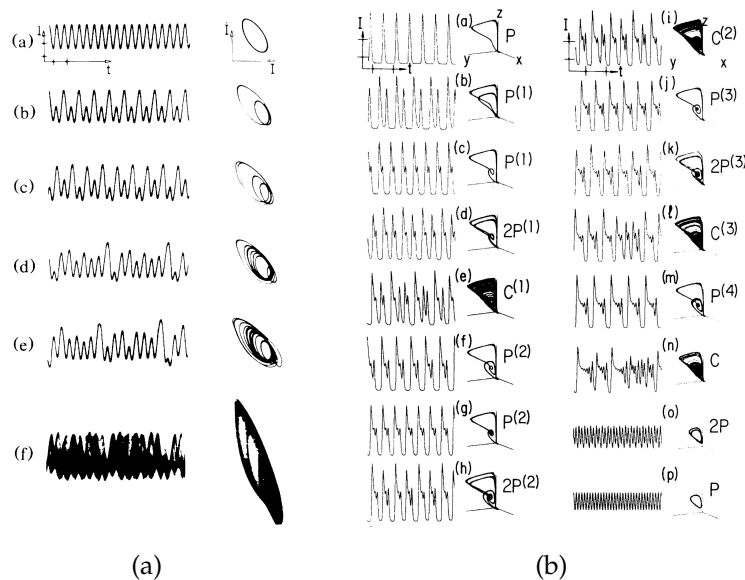 (a) I t İ I
(b)
(c)
(d)
(e)
(f)
(a)
I t (a) z P y x
(b) P(1)
(c) P(1)
(d) 2P(1)
(e) C(1)
(f) P(2)
(g) P(2)
(h) 2P(2)
t (i) z C(2) y x
(j) P(3)
(k) 2P(3)
(ℓ) C(3)
(m) P(4)
(n) C
(o) 2P
(p) P
(b)